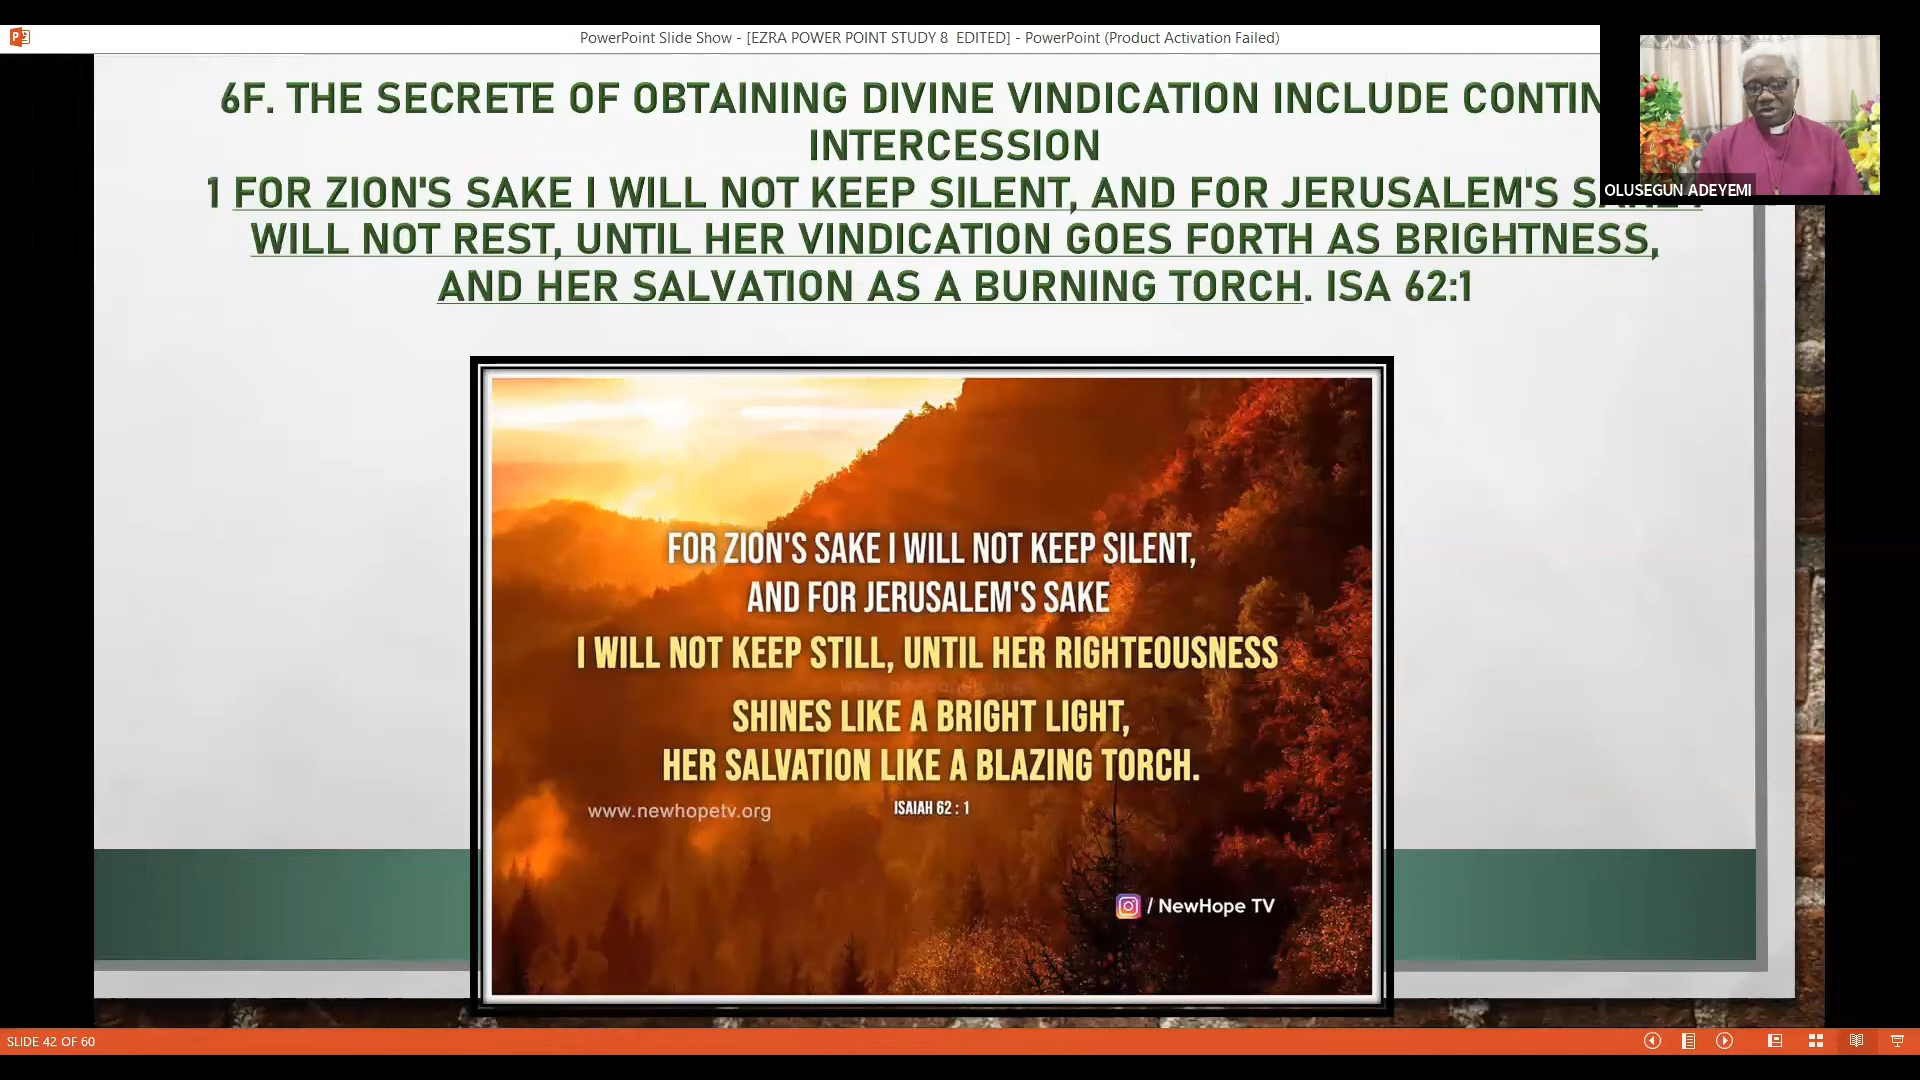 PowerPoint Slide Show - [EZRA POWER POINT STUDY 8 EDITED] - PowerPoint (Product Activation Failed)
6F. THE SECRETE OF OBTAINING DIVINE VINDICATION INCLUDE CONTIN
INTERCESSION
1 FOR ZION'S SAKE I WILL NOT KEEP SILENT, AND FOR JERUSALEM'S
WILL NOT REST, UNTIL HER VINDICATION GOES FORTH AS BRIGHTNESS,
AND HER SALVATION AS A BURNING TORCH. ISA 62:1
OLUSEGUN ADEYEMI
FOR ZION'S SAKE I WILL NOT KEEP SILENT,
AND FOR JERUSALEM'S SAKE
I WILL NOT KEEP STILL, UNTIL HER RIGHTEOUSNESS
SHINES LIKE A BRIGHT LIGHT,
HER SALVATION LIKE A BLAZING TORCH.
ISAIAH 62 : 1
www.newhopetv.org
/ NewHope TV
SLIDE 42 OF 60